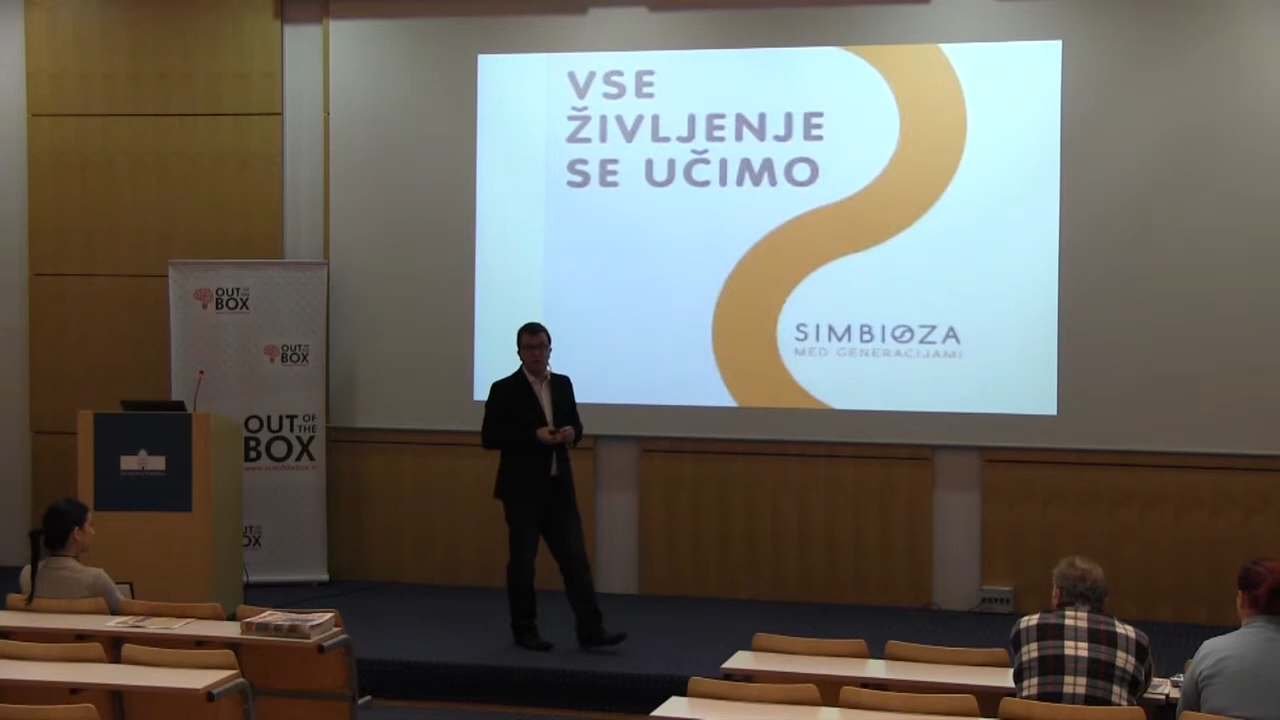 VSE
ŽIVLJENJE
SE UČIMO
SIMBIOZA
MED GENERACIJAMI
OUT OF THE
BOX
OUT OF THE
BOX
OUT OF THE
BOX